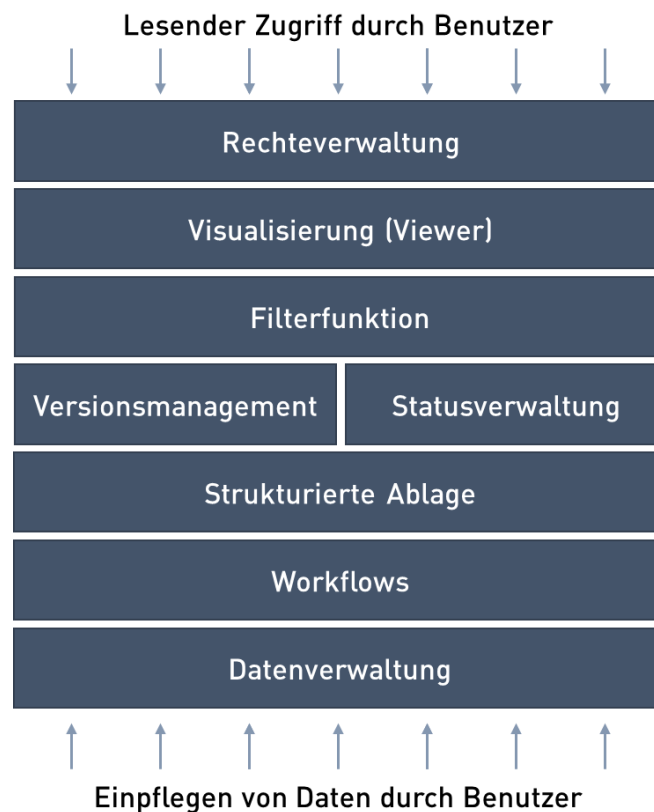 Lesender Zugriff durch Benutzer
Rechteverwaltung
Visualisierung (Viewer)
Filterfunktion
Versionsmanagement
Statusverwaltung
Strukturierte Ablage
Workflows
Datenverwaltung
Einpflegen von Daten durch Benutzer